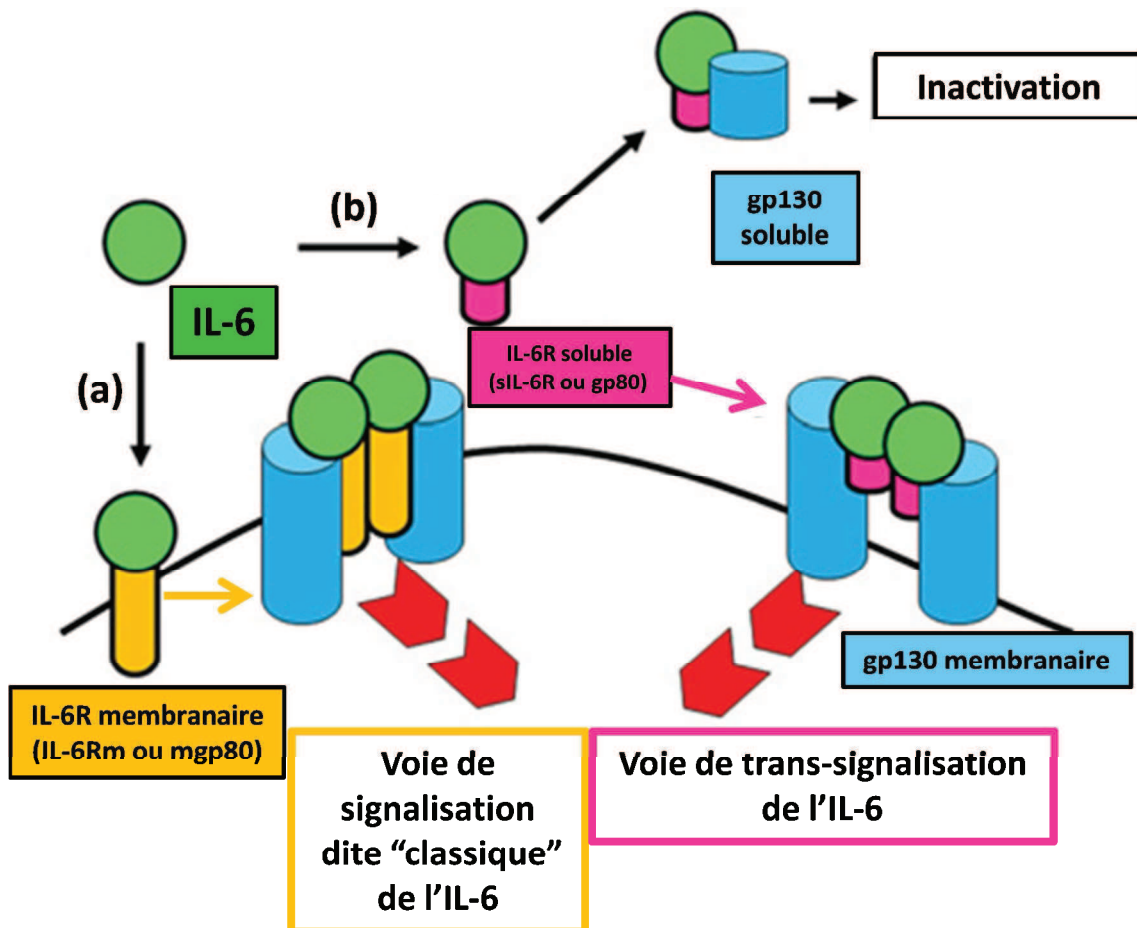 Inactivation
gp130
soluble
(b)
IL-6
(a)
IL-6R soluble
(sIL-6R ou gp80)
gp130 membranaire
IL-6R membranaire
(IL-6Rm ou mgp80)
Voie de
signalisation
dite “classique”
de l’IL-6
Voie de trans-signalisation
de l’IL-6